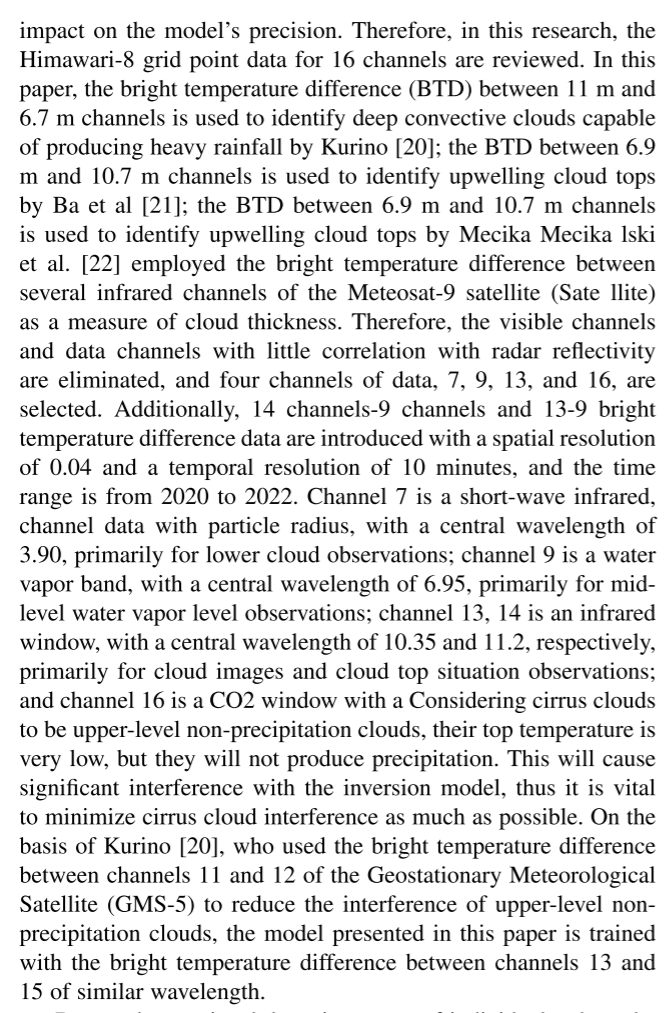 impact on the model's precision. Therefore, in this research, the
Himawari-8 grid point data for 16 channels are reviewed. In this
paper, the bright temperature difference (BTD) between 11 m and
6.7 m channels is used to identify deep convective clouds capable
of producing heavy rainfall by Kurino [20]; the BTD between 6.9
m and 10.7 m channels is used to identify upwelling cloud tops
by Ba et al [21]; the BTD between 6.9 m and 10.7 m channels
is used to identify upwelling cloud tops by Mecika Mecika lski
et al. [22] employed the bright temperature difference between
several infrared channels of the Meteosat-9 satellite (Sate llite)
as a measure of cloud thickness. Therefore, the visible channels
and data channels with little correlation with radar reflectivity
are eliminated, and four channels of data, 7, 9, 13, and 16, are
selected. Additionally, 14 channels-9 channels and 13-9 bright
temperature difference data are introduced with a spatial resolution
of 0.04 and a temporal resolution of 10 minutes, and the time
range is from 2020 to 2022. Channel 7 is a short-wave infrared,
channel data with particle radius, with a central wavelength of
3.90, primarily for lower cloud observations; channel 9 is a water
vapor band, with a central wavelength of 6.95, primarily for mid-
level water vapor level observations; channel 13, 14 is an infrared
window, with a central wavelength of 10.35 and 11.2, respectively,
primarily for cloud images and cloud top situation observations;
and channel 16 is a CO2 window with a Considering cirrus clouds
to be upper-level non-precipitation clouds, their top temperature is
very low, but they will not produce precipitation. This will cause
significant interference with the inversion model, thus it is vital
to minimize cirrus cloud interference as much as possible. On the
basis of Kurino [20], who used the bright temperature difference
between channels 11 and 12 of the Geostationary Meteorological
Satellite (GMS-5) to reduce the interference of upper-level non-
precipitation clouds, the model presented in this paper is trained
with the bright temperature difference between channels 13 and
15 of similar wavelength.